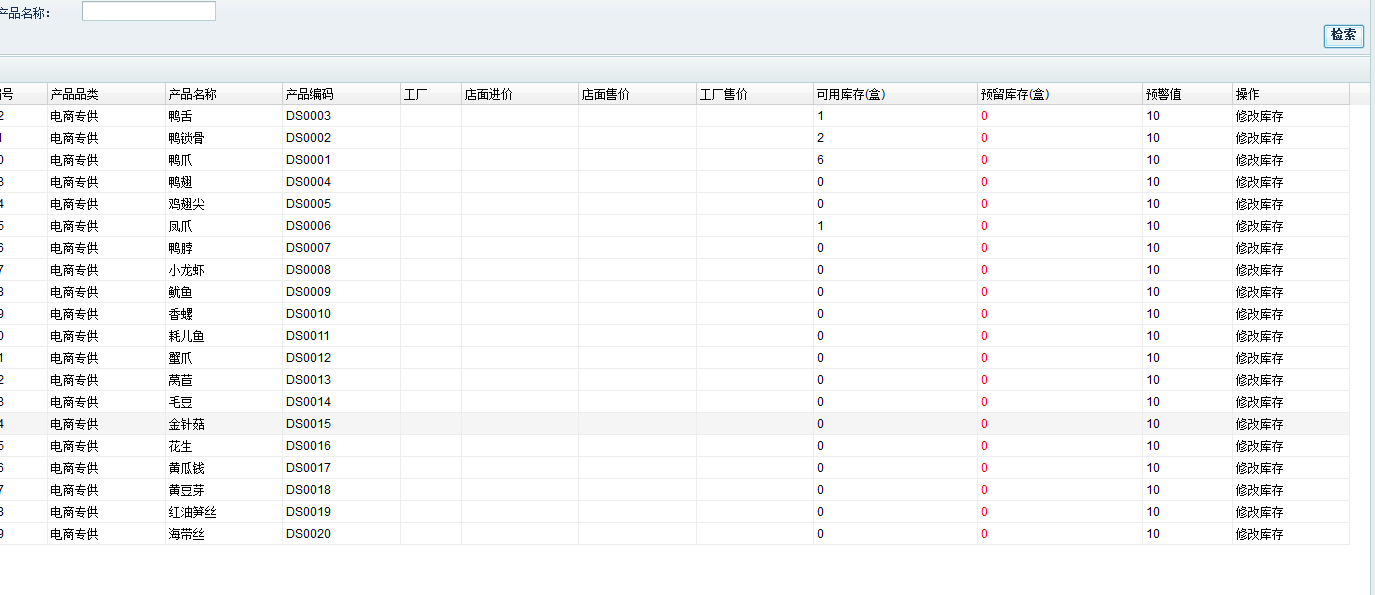 产品名称:
检索
号 产品品类 产品名称 产品编码 工厂 店面进价 店面售价 工厂售价 可用库存(盒) 预留库存(盒) 预警值 操作
2 电商专供 鸭舌 DS0003 1 0 10 修改库存
1 电商专供 鸭锁骨 DS0002 2 0 10 修改库存
0 电商专供 鸭爪 DS0001 6 0 10 修改库存
3 电商专供 鸭翅 DS0004 0 0 10 修改库存
4 电商专供 鸡翅尖 DS0005 0 0 10 修改库存
5 电商专供 凤爪 DS0006 1 0 10 修改库存
6 电商专供 鸭脖 DS0007 0 0 10 修改库存
7 电商专供 小龙虾 DS0008 0 0 10 修改库存
8 电商专供 鱿鱼 DS0009 0 0 10 修改库存
9 电商专供 香螺 DS0010 0 0 10 修改库存
0 电商专供 耗儿鱼 DS0011 0 0 10 修改库存
1 电商专供 蟹爪 DS0012 0 0 10 修改库存
2 电商专供 莴苣 DS0013 0 0 10 修改库存
3 电商专供 毛豆 DS0014 0 0 10 修改库存
4 电商专供 金针菇 DS0015 0 0 10 修改库存
5 电商专供 花生 DS0016 0 0 10 修改库存
6 电商专供 黄瓜钱 DS0017 0 0 10 修改库存
7 电商专供 黄豆芽 DS0018 0 0 10 修改库存
8 电商专供 红油笋丝 DS0019 0 0 10 修改库存
9 电商专供 海带丝 DS0020 0 0 10 修改库存